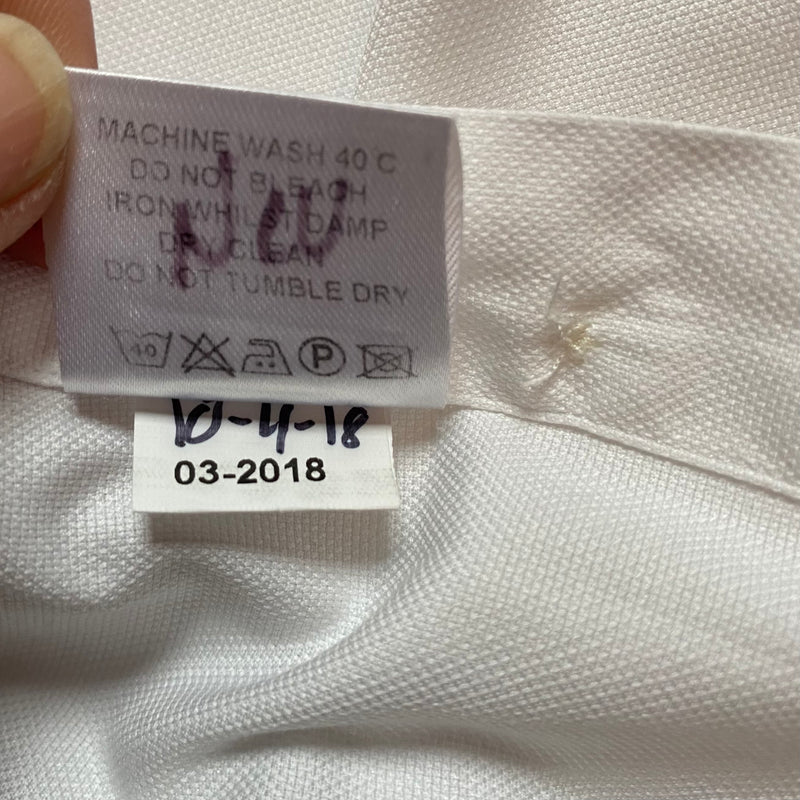 MACHINE WASH 40 C
DO NOT BLEACH
IRON WHILST DAMP
DRY CLEAN
DO NOT TUMBLE DRY
40 P
10-4-18
03-2018